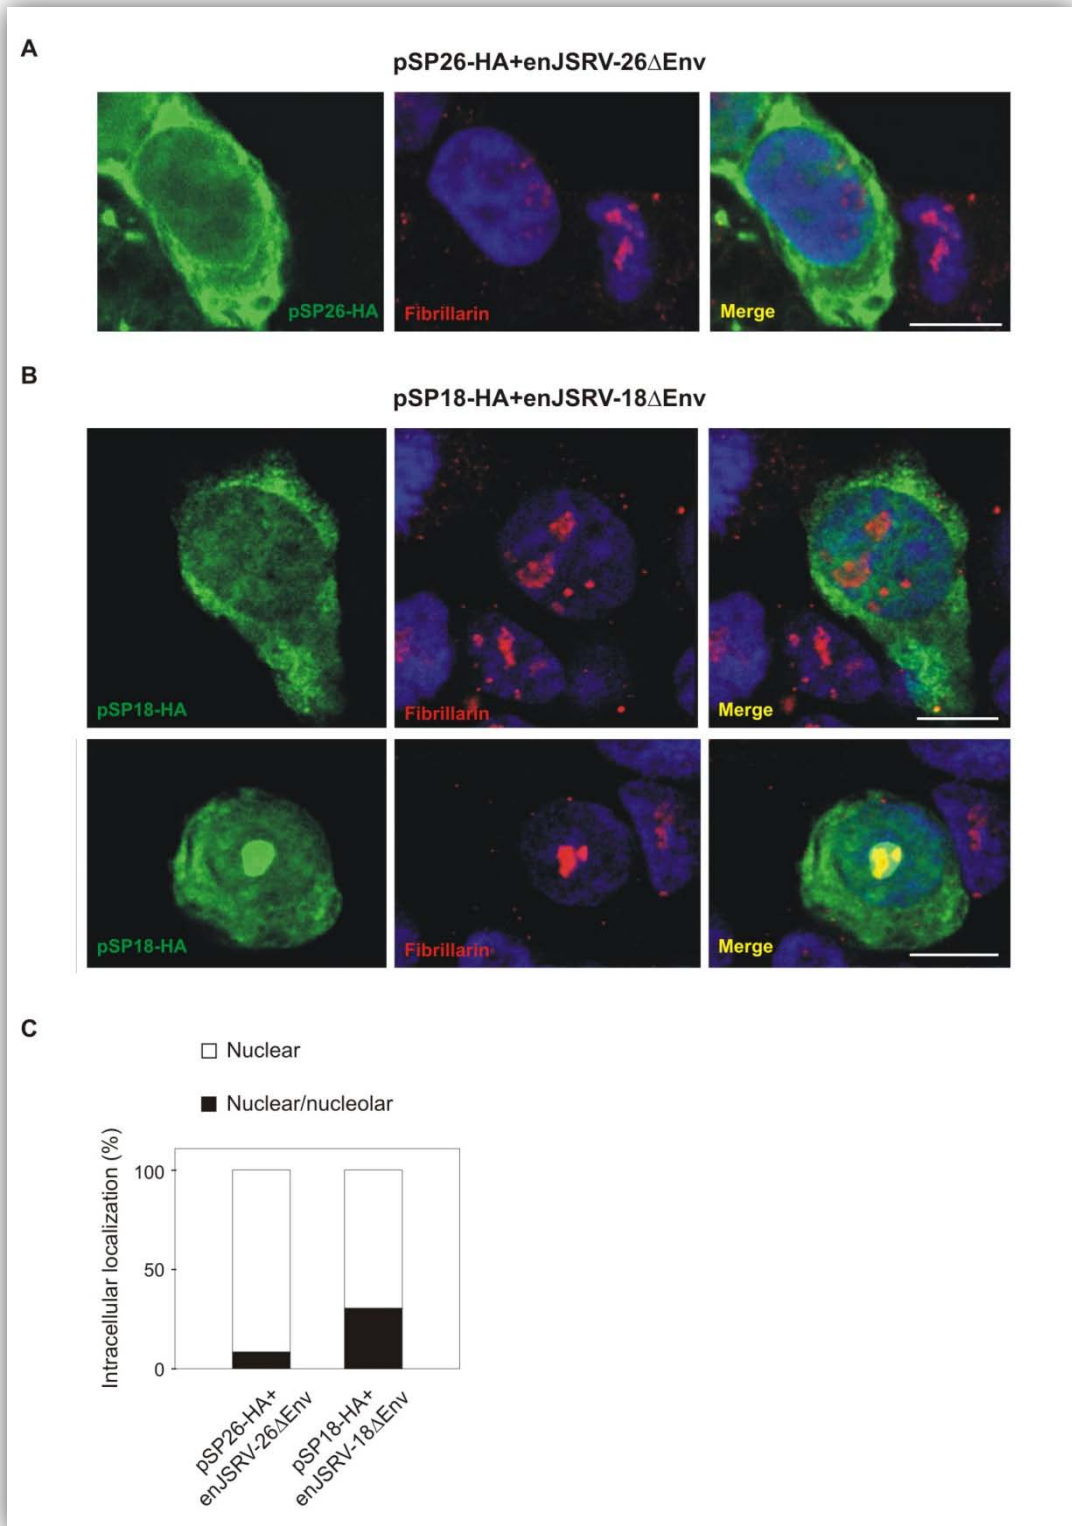 A
pSP26-HA+enJSRV-26ΔEnv
pSP26-HA
Fibrillarin
Merge
B
pSP18-HA+enJSRV-18ΔEnv
pSP18-HA
Fibrillarin
Merge
pSP18-HA
Fibrillarin
Merge
C
Nuclear
Nuclear/nucleolar
Intracellular localization (%)
100
50
0
pSP26-HA+
enJSRV-26ΔEnv
pSP18-HA+
enJSRV-18ΔEnv